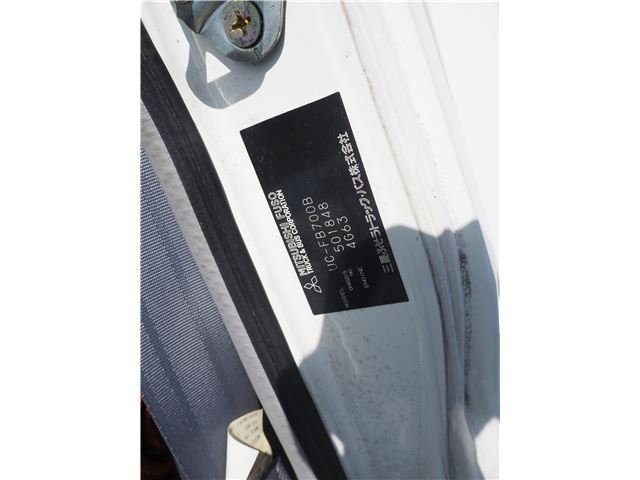 MITSUBISHI FUSO
TRUCK & BUS CORPORATION
MODEL UC-FB700B
CHASSIS NO. 501848
ENGINE 4G63
三菱ふそうトラック・バス株式会社